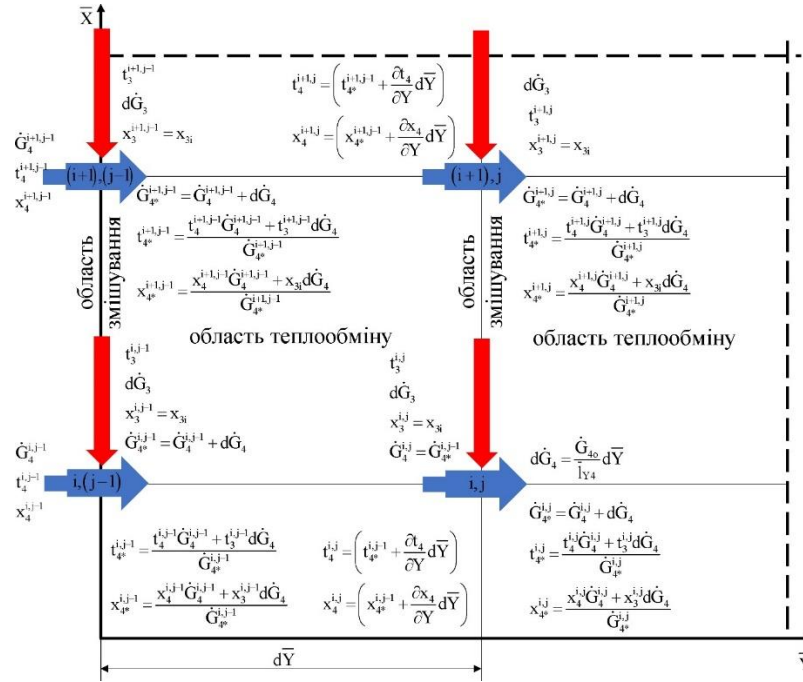 X̅
t₃^{i+1,j-1}
dĠ₃
x₃^{i+1,j-1} = x₃ᵢ
t₄^{i+1,j} = (t₄*^{i+1,j-1} + ∂t₄/∂Y dY̅)
x₄^{i+1,j} = (x₄*^{i+1,j-1} + ∂x₄/∂Y dY̅)
dĠ₃
t₃^{i+1,j}
x₃^{i+1,j} = x₃ᵢ
Ġ₄^{i+1,j-1}
t₄^{i+1,j-1}
x₄^{i+1,j-1}
(i+1),(j−1)
(i+1),j
Ġ₄*^{i+1,j-1} = Ġ₄^{i+1,j-1} + dĠ₄
t₄*^{i+1,j-1} = (t₄^{i+1,j-1}Ġ₄^{i+1,j-1} + t₃^{i+1,j-1}dĠ₄)/Ġ₄*^{i+1,j-1}
x₄*^{i+1,j-1} = (x₄^{i+1,j-1}Ġ₄^{i+1,j-1} + x₃ᵢdĠ₄)/Ġ₄*^{i+1,j-1}
Ġ₄*^{i+1,j} = Ġ₄^{i+1,j} + dĠ₄
t₄*^{i+1,j} = (t₄^{i+1,j}Ġ₄^{i+1,j} + t₃^{i+1,j}dĠ₄)/Ġ₄*^{i+1,j}
x₄*^{i+1,j} = (x₄^{i+1,j}Ġ₄^{i+1,j} + x₃ᵢdĠ₄)/Ġ₄*^{i+1,j}
область
змішування
область
змішування
область теплообміну
область теплообміну
t₃^{i,j-1}
dĠ₃
x₃^{i,j-1} = x₃ᵢ
Ġ₄*^{i,j-1} = Ġ₄^{i,j-1} + dĠ₄
t₃^{i,j}
dĠ₃
x₃^{i,j} = x₃ᵢ
Ġ₄^{i,j} = Ġ₄*^{i,j-1}
Ġ₄^{i,j-1}
t₄^{i,j-1}
x₄^{i,j-1}
i,(j−1)
i,j
dĠ₄ = Ġ₄ₒ/l̅_{Y4} dY̅
Ġ₄*^{i,j} = Ġ₄^{i,j} + dĠ₄
t₄*^{i,j-1} = (t₄^{i,j-1}Ġ₄^{i,j-1} + t₃^{i,j-1}dĠ₄)/Ġ₄*^{i,j-1}
t₄^{i,j} = (t₄*^{i,j-1} + ∂t₄/∂Y dY̅)
t₄*^{i,j} = (t₄^{i,j}Ġ₄^{i,j} + t₃^{i,j}dĠ₄)/Ġ₄*^{i,j}
x₄*^{i,j-1} = (x₄^{i,j-1}Ġ₄^{i,j-1} + x₃^{i,j-1}dĠ₄)/Ġ₄*^{i,j-1}
x₄^{i,j} = (x₄*^{i,j-1} + ∂x₄/∂Y dY̅)
x₄*^{i,j} = (x₄^{i,j}Ġ₄^{i,j} + x₃^{i,j}dĠ₄)/Ġ₄*^{i,j}
dY̅